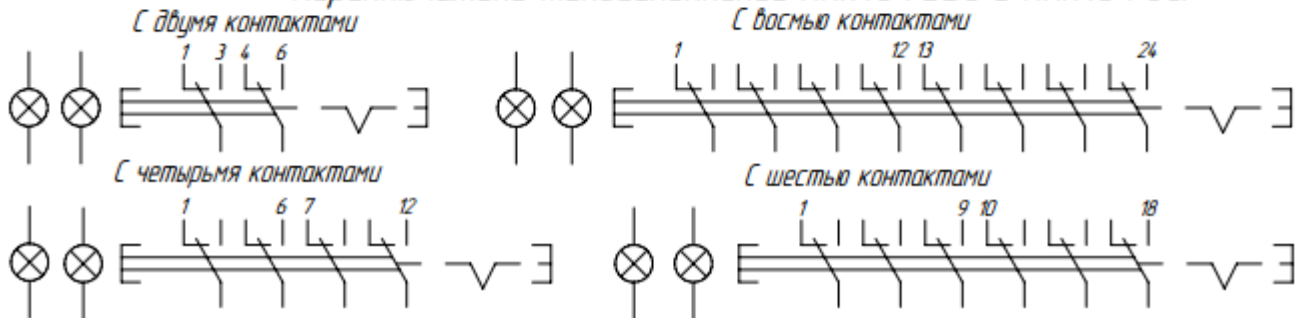 С двумя контактами
1 3 4 6
С восмью контактами
1 12 13 24
С четырьмя контактами
1 6 7 12
С шестью контактами
1 9 10 18